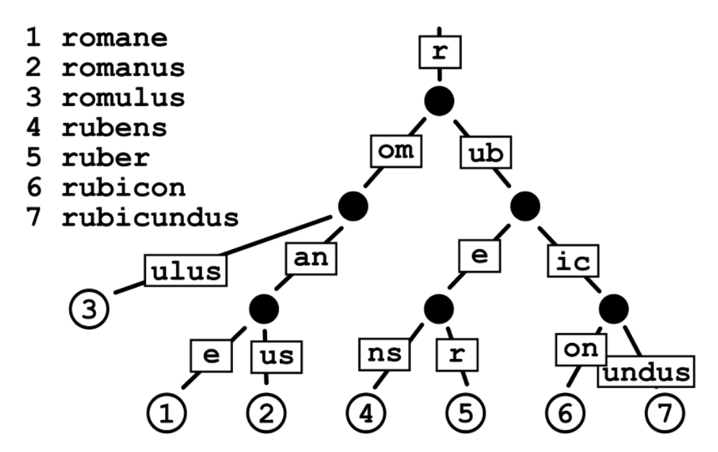 1 romane
2 romanus
3 romulus
4 rubens
5 ruber
6 rubicon
7 rubicundus
r
om ub
ulus an e ic
3
e us ns r on undus
1 2 4 5 6 7